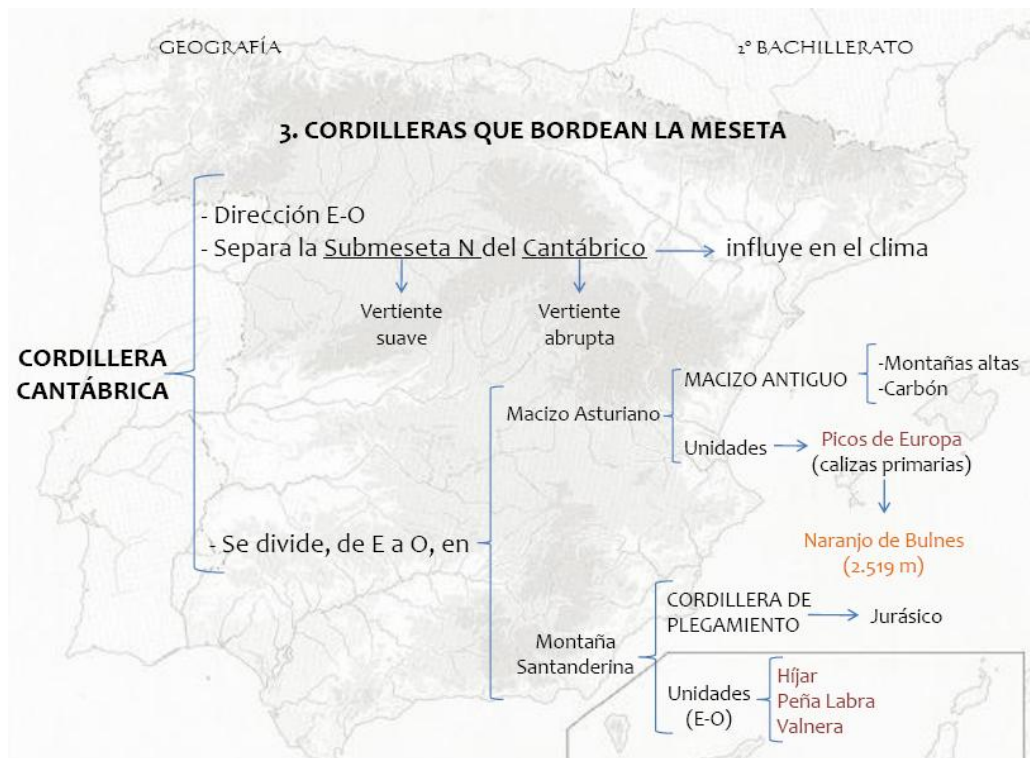 GEOGRAFÍA
2º BACHILLERATO
3. CORDILLERAS QUE BORDEAN LA MESETA
CORDILLERA
CANTÁBRICA
- Dirección E-O
- Separa la Submeseta N del Cantábrico
influye en el clima
Vertiente
suave
Vertiente
abrupta
- Se divide, de E a O, en
Macizo Asturiano
MACIZO ANTIGUO
-Montañas altas
-Carbón
Unidades
Picos de Europa
(calizas primarias)
Naranjo de Bulnes
(2.519 m)
Montaña
Santanderina
CORDILLERA DE
PLEGAMIENTO
Jurásico
Unidades
(E-O)
Híjar
Peña Labra
Valnera